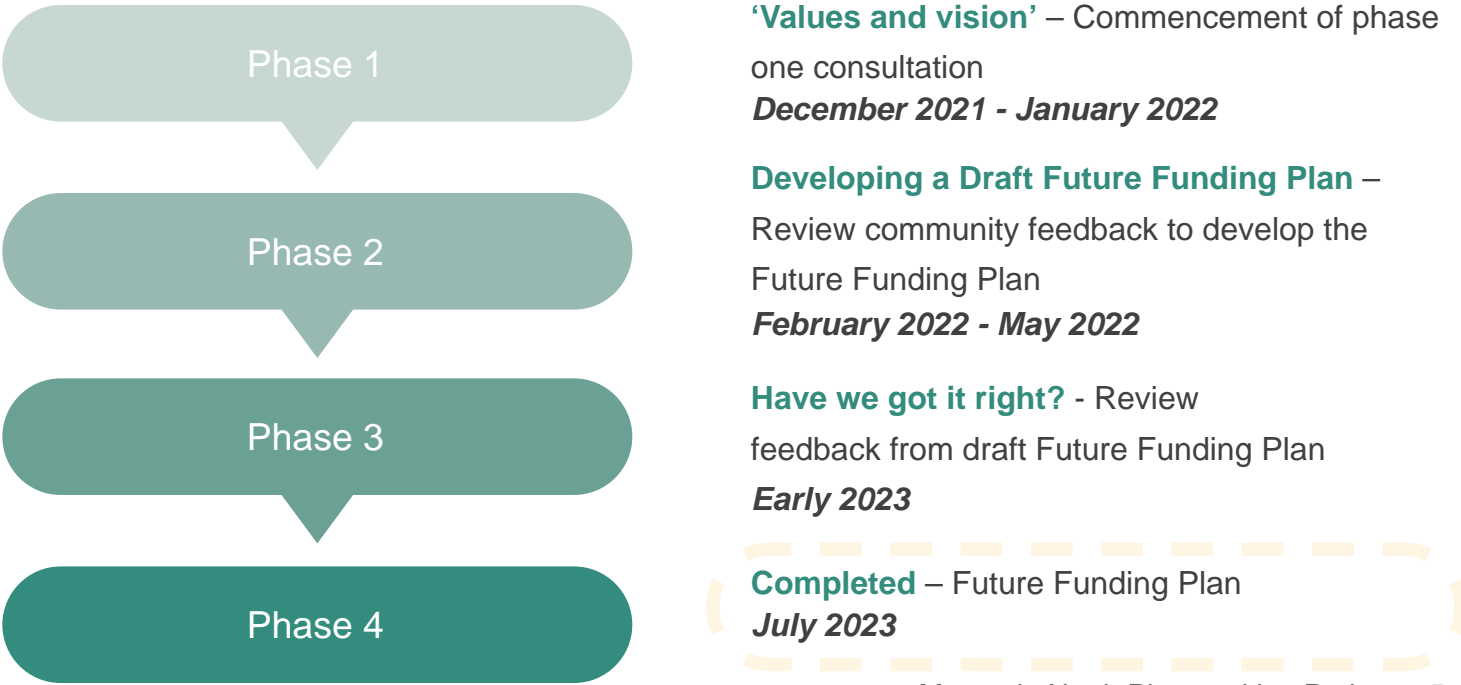 Phase 1
‘Values and vision’ – Commencement of phase
one consultation
December 2021 - January 2022
Phase 2
Developing a Draft Future Funding Plan –
Review community feedback to develop the
Future Funding Plan
February 2022 - May 2022
Phase 3
Have we got it right? - Review
feedback from draft Future Funding Plan
Early 2023
Phase 4
Completed – Future Funding Plan
July 2023